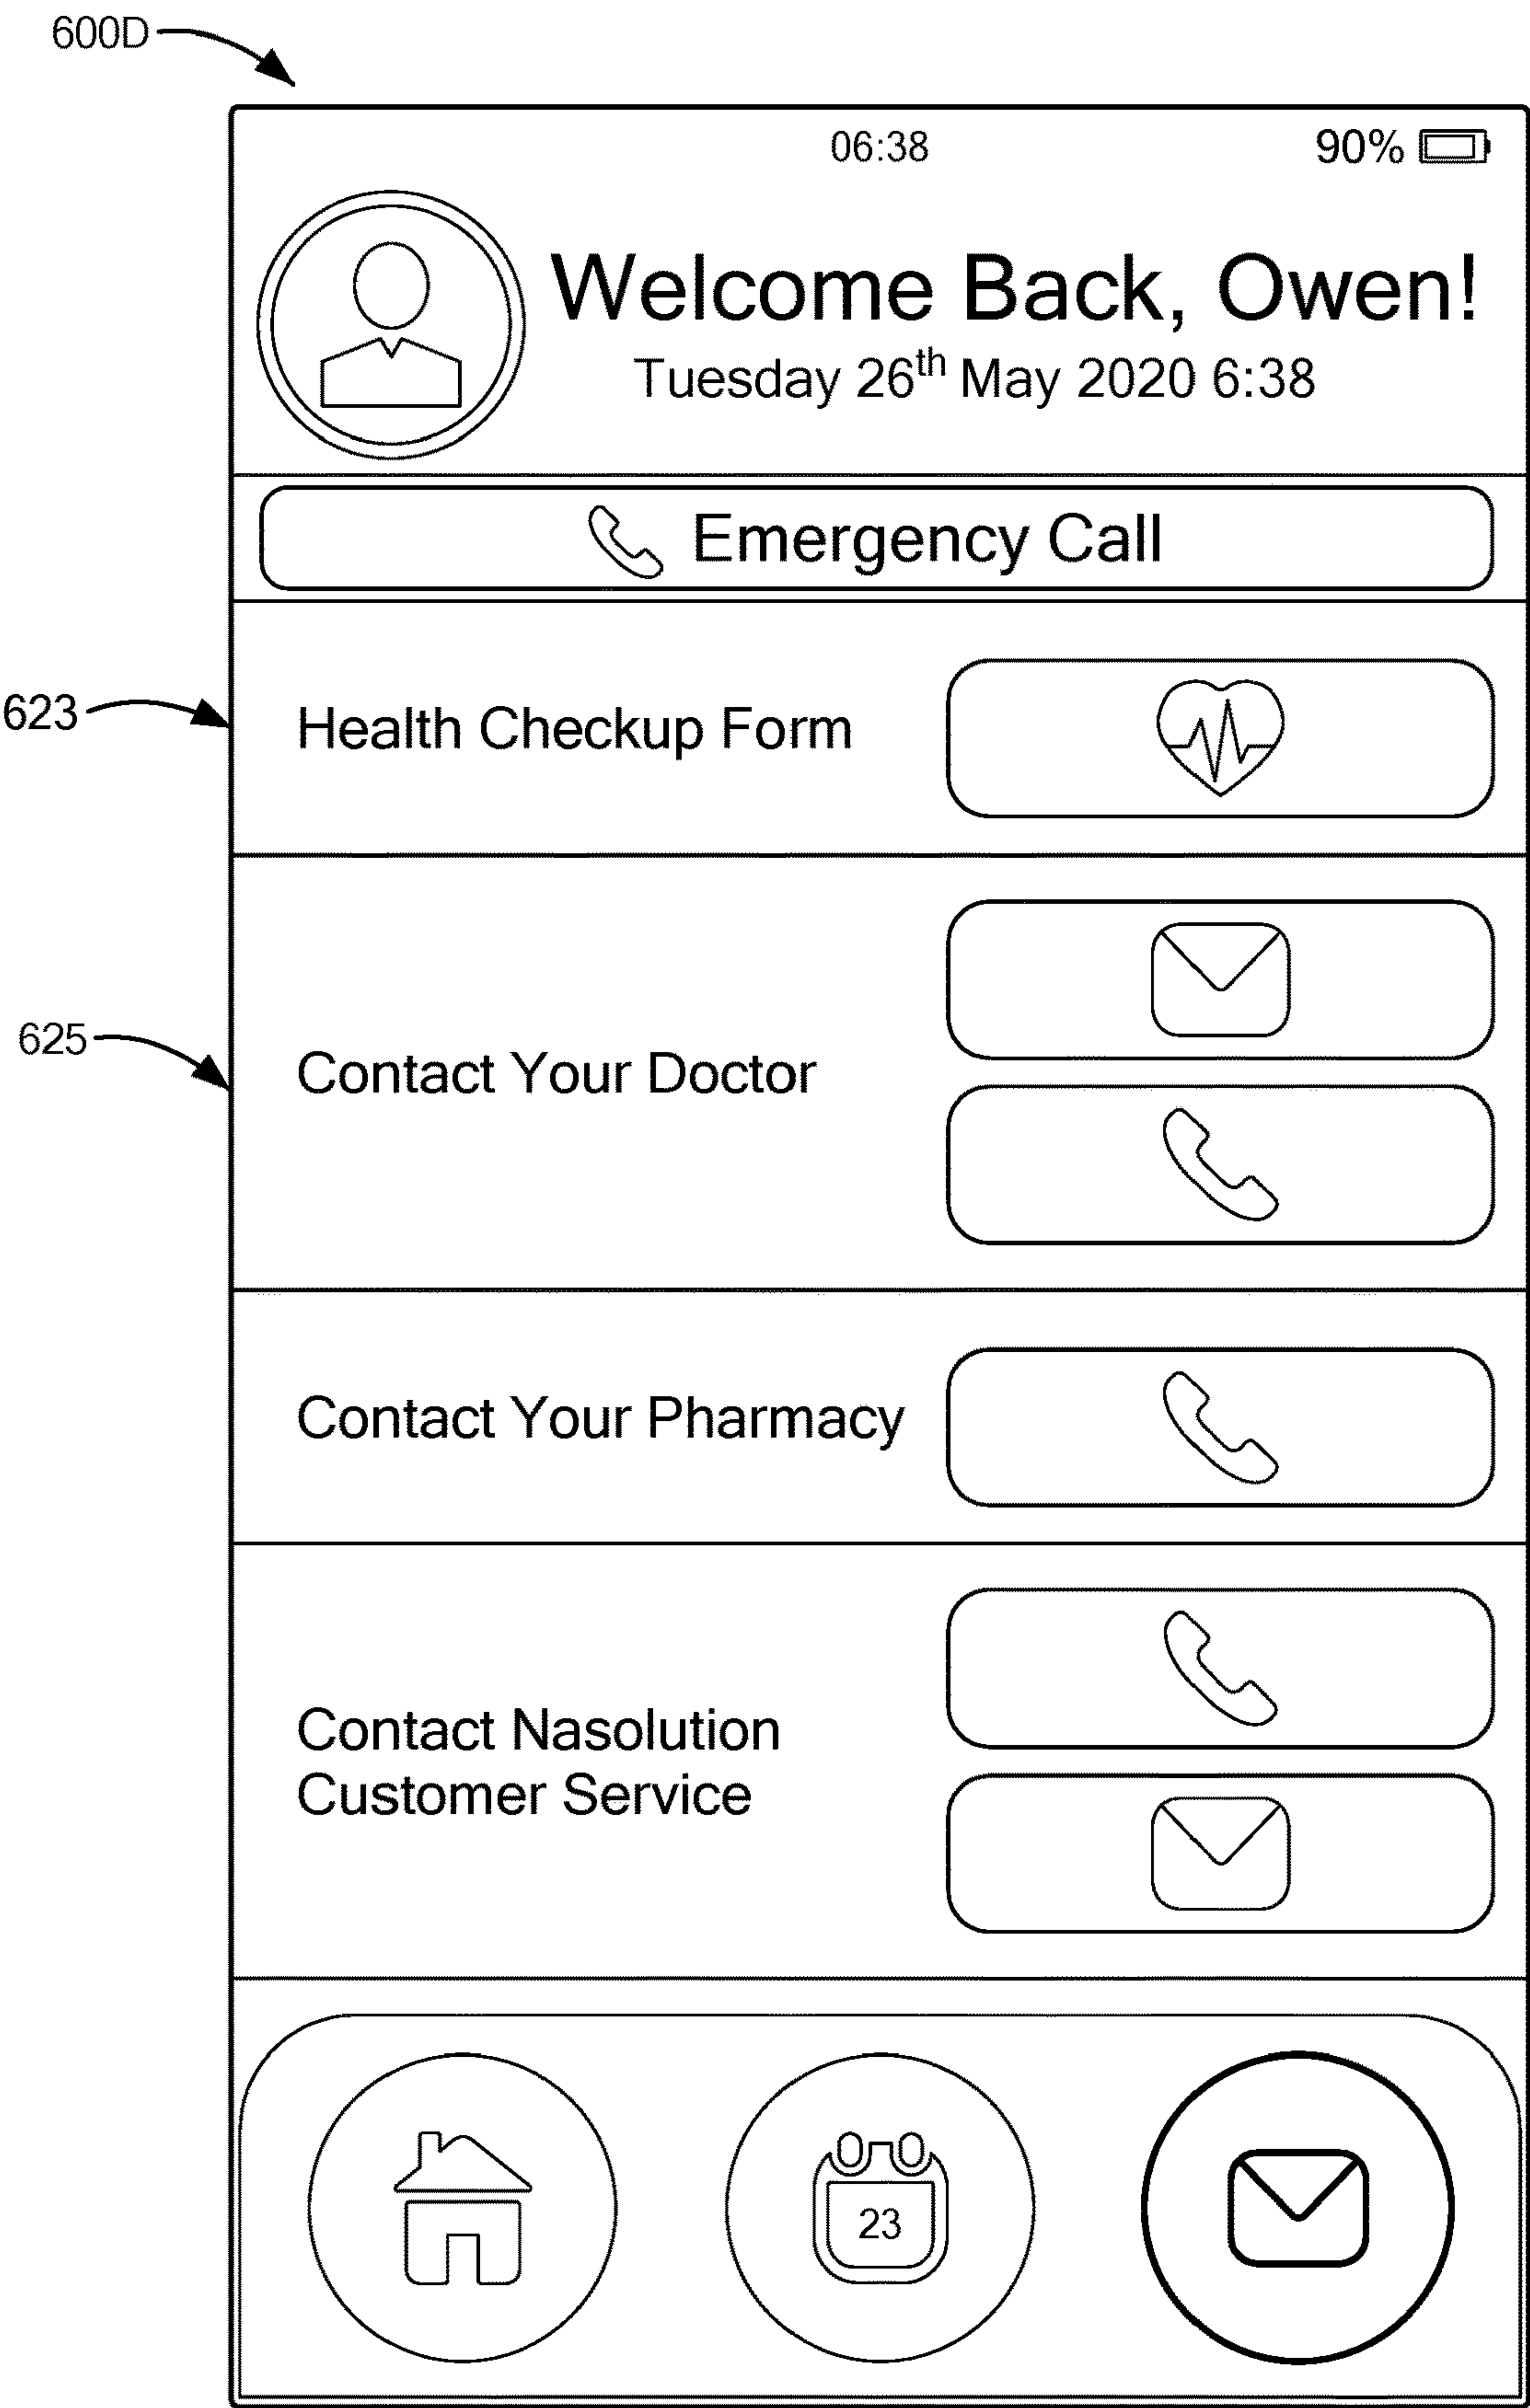 600D
06:38 90%
Welcome Back, Owen!
Tuesday 26th May 2020 6:38
Emergency Call
623
Health Checkup Form
625
Contact Your Doctor
Contact Your Pharmacy
Contact Nasolution
Customer Service
23